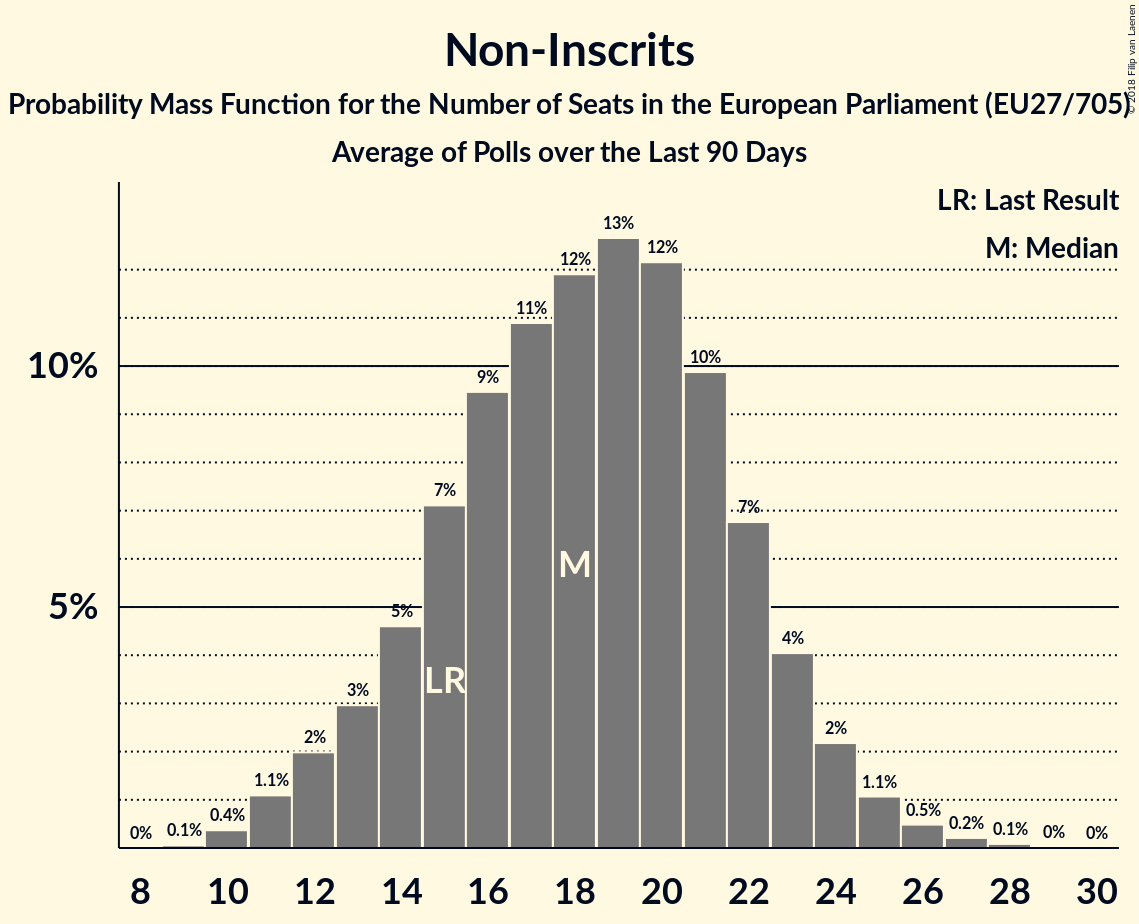 Non-Inscrits
Probability Mass Function for the Number of Seats in the European Parliament (EU27/705)
Average of Polls over the Last 90 Days
© 2018 Filip van Laenen
LR: Last Result
M: Median
10%
5%
0%
0.1%
0.4%
1.1%
2%
3%
5%
7%
9%
11%
12%
13%
12%
10%
7%
4%
2%
1.1%
0.5%
0.2%
0.1%
0%
0%
LR
M
8 10 12 14 16 18 20 22 24 26 28 30